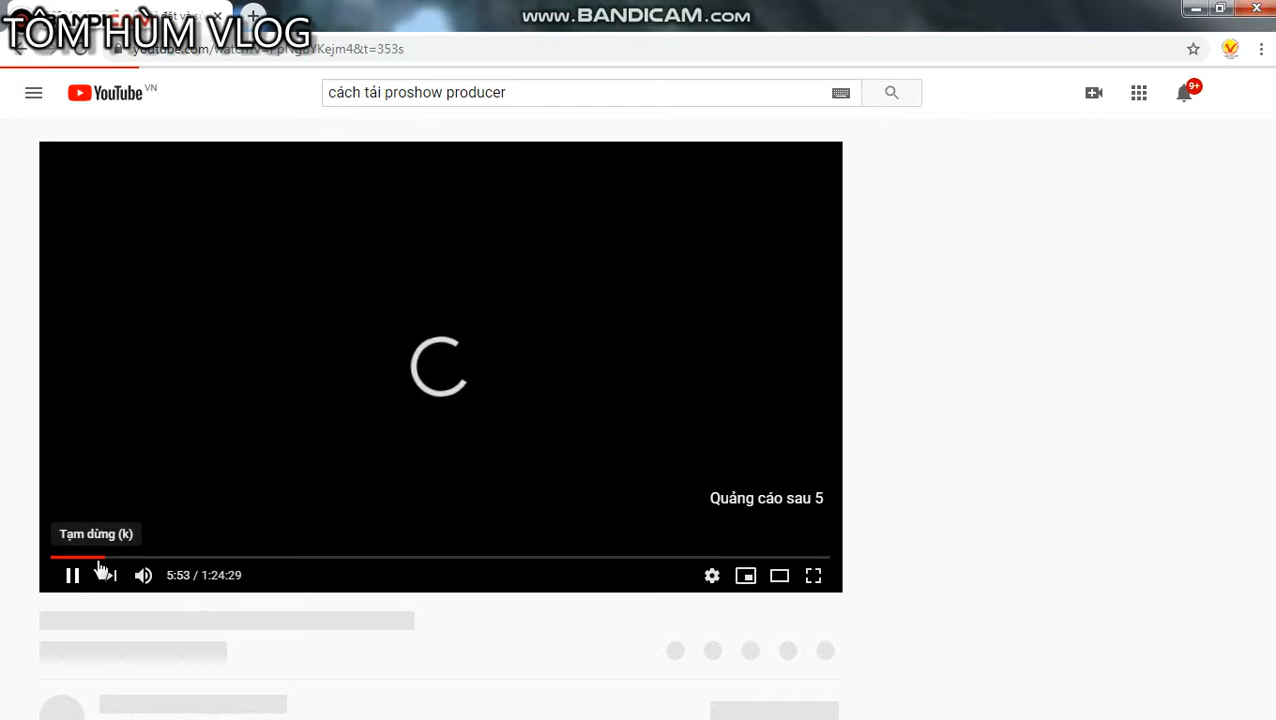 TÔM HÙM VLOG
www.BANDICAM.com
YouTube VN
cách tải proshow producer
9+
Quảng cáo sau 5
Tạm dừng (k)
5:53 / 1:24:29